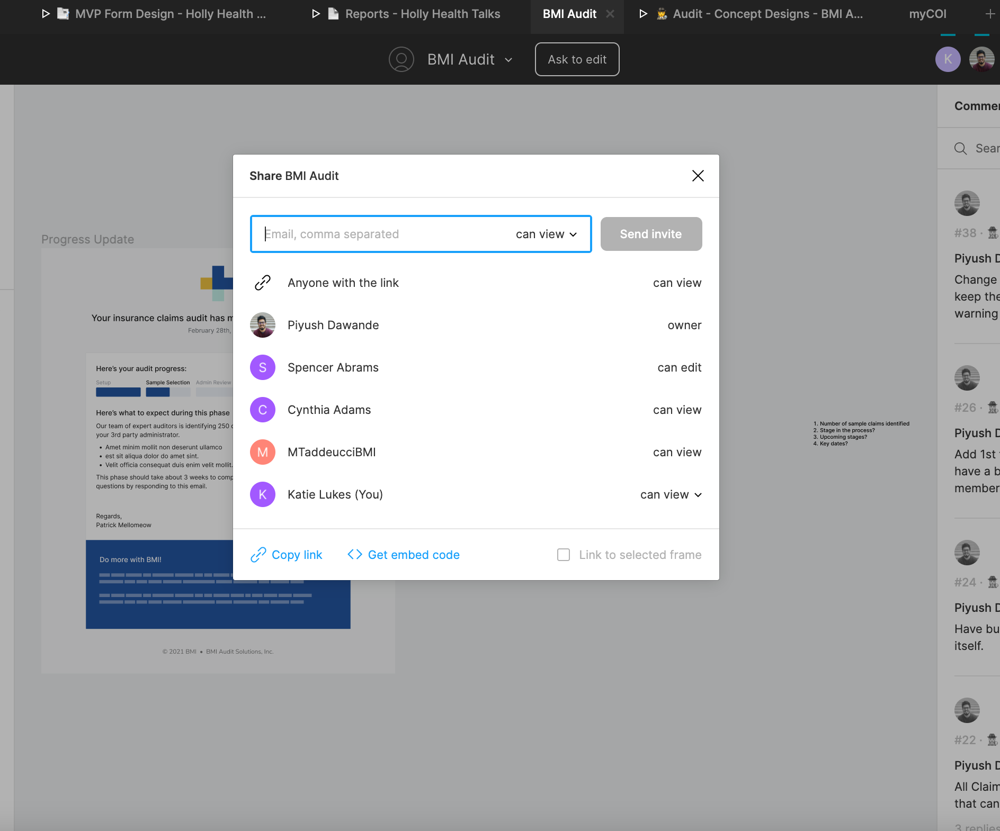 MVP Form Design - Holly Health ...
Reports - Holly Health Talks
BMI Audit
Audit - Concept Designs - BMI A...
myCOI
BMI Audit
Ask to edit
K
Share BMI Audit
Email, comma separated
can view
Send invite
Anyone with the link
can view
Piyush Dawande
owner
S
Spencer Abrams
can edit
C
Cynthia Adams
can view
M
MTaddeucciBMI
can view
K
Katie Lukes (You)
can view
Copy link
Get embed code
Link to selected frame
Progress Update
Your insurance claims audit has
February 28th,
Here's your audit progress:
Setup
Sample Selection
Admin Review
Here's what to expect during this phase
Our team of expert auditors is identifying 250
your 3rd party administrator.
• Amet minim mollit non deserunt ullamco
• est sit aliqua dolor do amet sint.
• Velit officia consequat duis enim velit mollit.
This phase should take about 3 weeks to
questions by responding to this email.
Regards,
Patrick Mellomeow
Do more with BMI!
© 2021 BMI • BMI Audit Solutions, Inc.
1. Number of sample claims identified
2. Stage in the process?
3. Upcoming stages?
4. Key dates?
#38 ·
Piyush
Change
keep
warning
#26 ·
Piyush
Add 1st
have a
member
#24 ·
Piyush
Have
itself.
#22 ·
Piyush
All
that can
3 replies